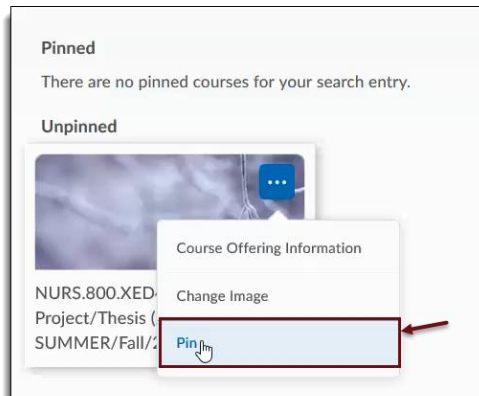 Pinned
There are no pinned courses for your search entry.
Unpinned
Course Offering Information
NURS.800.XED
Change Image
Project/Thesis (
SUMMER/Fall/2
Pin